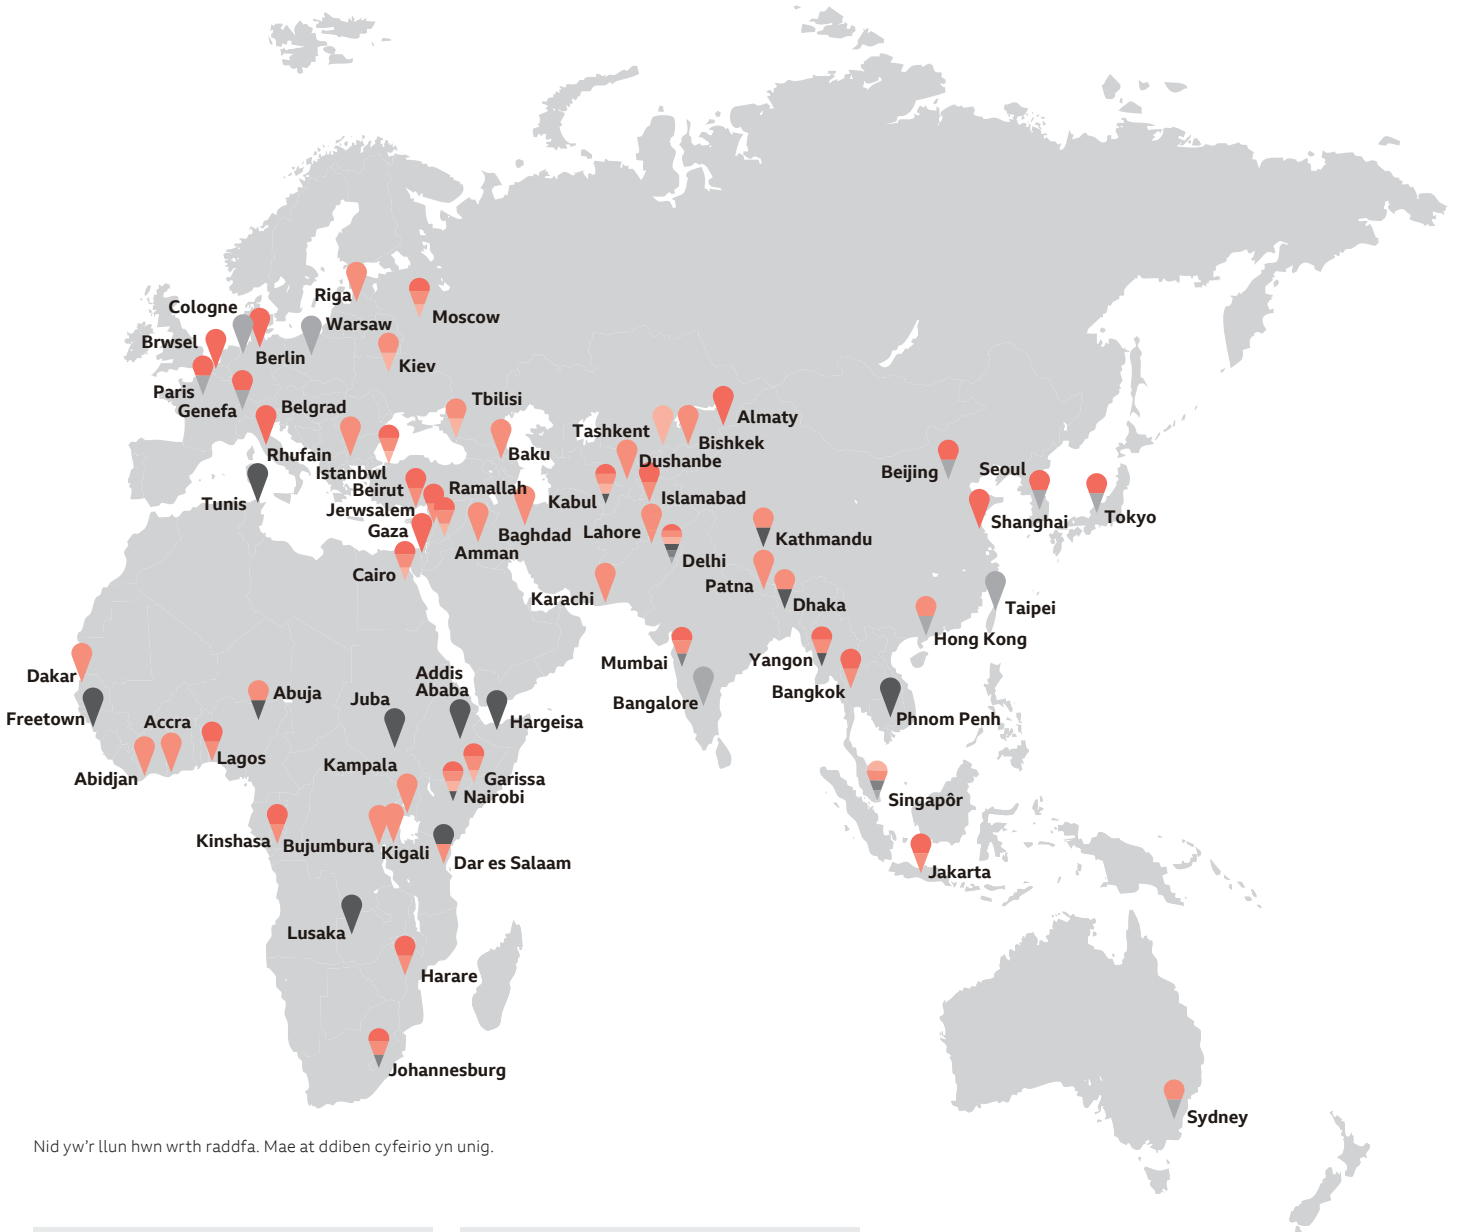 Riga
Moscow
Cologne
Warsaw
Brwsel
Berlin
Kiev
Paris
Genefa
Belgrad
Tbilisi
Almaty
Tashkent
Bishkek
Rhufain
Baku
Dushanbe
Istanbwl
Beijing
Seoul
Beirut
Ramallah
Kabul
Islamabad
Tunis
Jerwsalem
Shanghai
Tokyo
Gaza
Baghdad
Lahore
Kathmandu
Amman
Delhi
Cairo
Patna
Karachi
Dhaka
Taipei
Hong Kong
Mumbai
Yangon
Dakar
Addis
Ababa
Abuja
Juba
Bangalore
Bangkok
Freetown
Accra
Hargeisa
Phnom Penh
Lagos
Kampala
Abidjan
Garissa
Nairobi
Singapôr
Kinshasa
Bujumbura
Kigali
Dar es Salaam
Jakarta
Lusaka
Harare
Johannesburg
Sydney
Nid yw’r llun hwn wrth raddfa. Mae at ddiben cyfeirio yn unig.